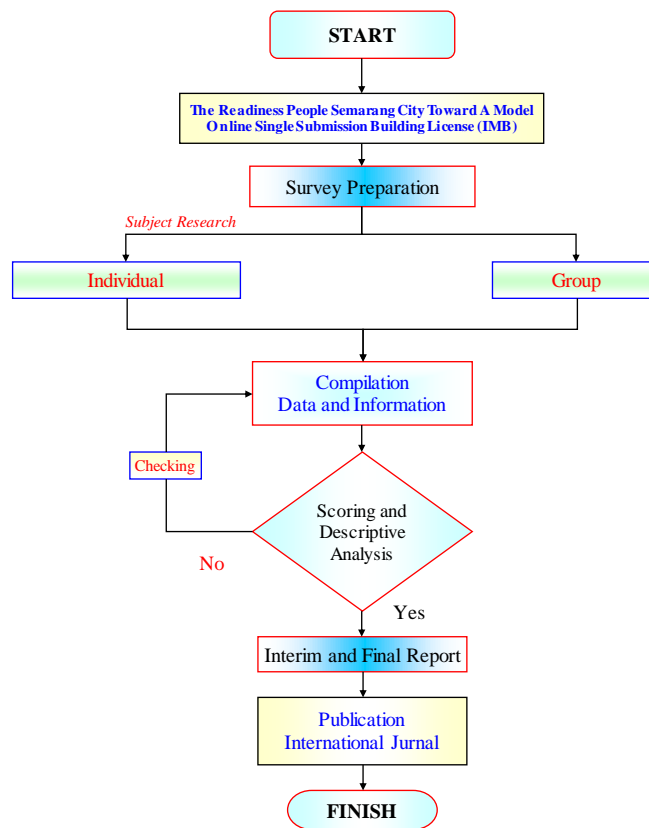 START
The Readiness People Semarang City Toward A Model
Online Single Submission Building License (IMB)
Survey Preparation
Subject Research
Individual
Group
Compilation
Data and Information
Checking
Scoring and
Descriptive
Analysis
No
Yes
Interim and Final Report
Publication
International Jurnal
FINISH